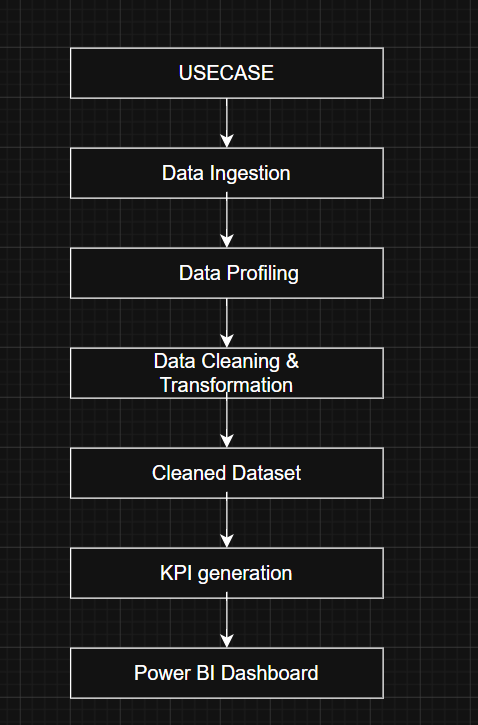 USECASE
Data Ingestion
Data Profiling
Data Cleaning &
Transformation
Cleaned Dataset
KPI generation
Power BI Dashboard